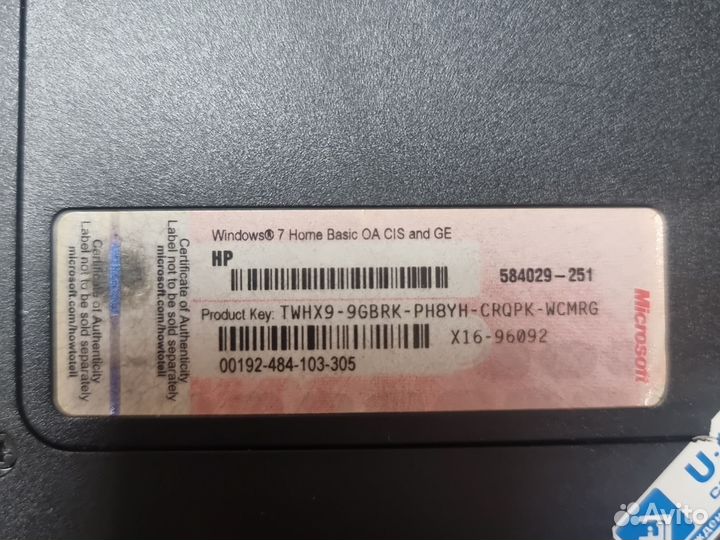 Certificate of Authenticity
Label not to be sold separately
microsoft.com/howtotell
Certificate of Authenticity
Label not to be sold separately
microsoft.com/howtotell
Windows® 7 Home Basic OA CIS and GE
HP
584029-251
Product Key: TWHX9-9GBRK-PH8YH-CRQPK-WCMRG
X16-96092
00192-484-103-305
Microsoft
Avito